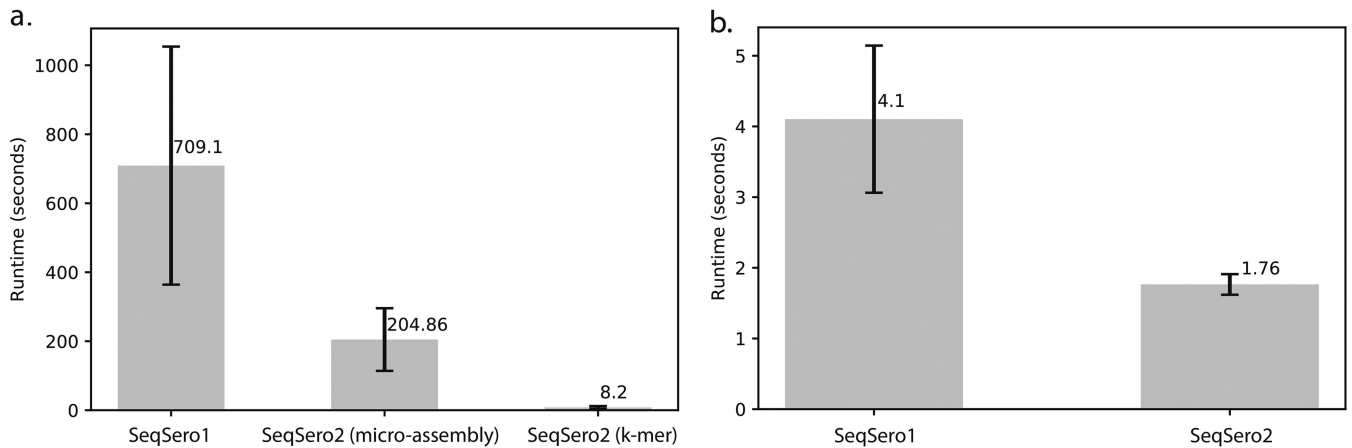 a.
Runtime (seconds)
1000
800
600
400
200
0
709.1
204.86
8.2
SeqSero1
SeqSero2 (micro-assembly)
SeqSero2 (k-mer)
b.
Runtime (seconds)
5
4
3
2
1
0
4.1
1.76
SeqSero1
SeqSero2